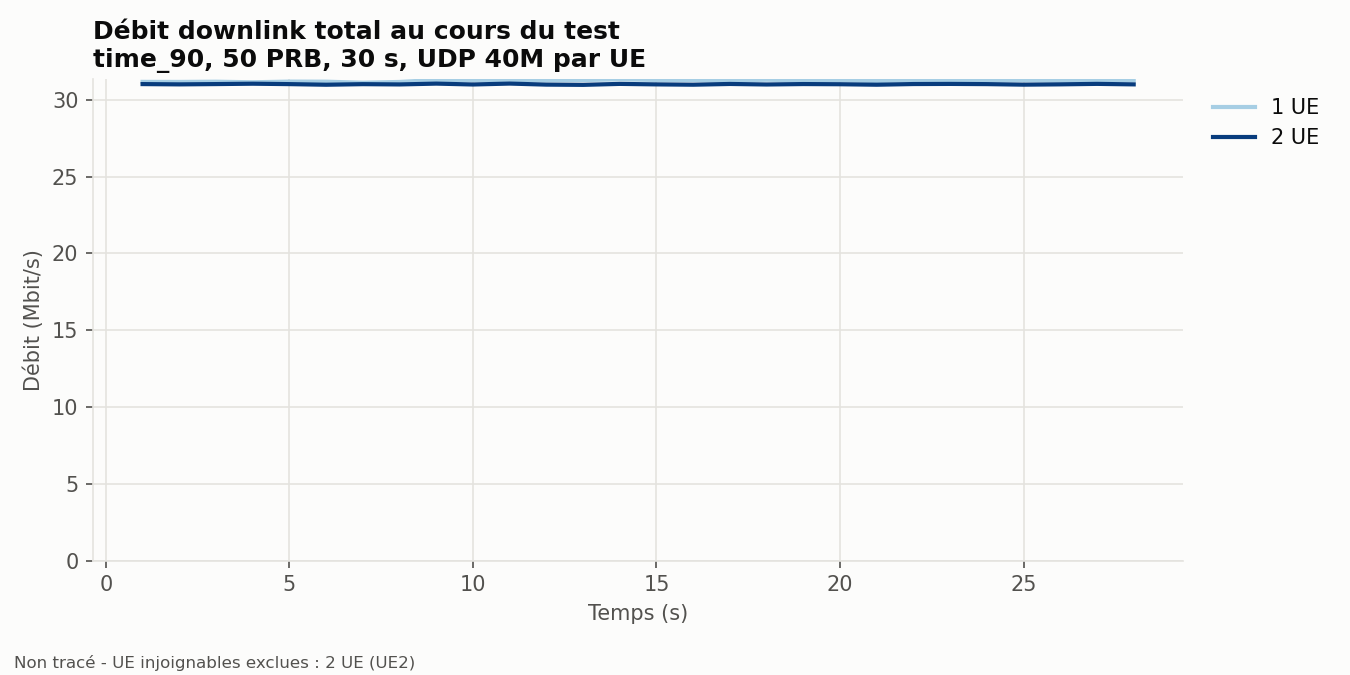 Débit downlink total au cours du test
time_90, 50 PRB, 30 s, UDP 40M par UE
Débit (Mbit/s)
30
25
20
15
10
5
0
0 5 10 15 20 25
Temps (s)
1 UE
2 UE
Non tracé - UE injoignables exclues : 2 UE (UE2)